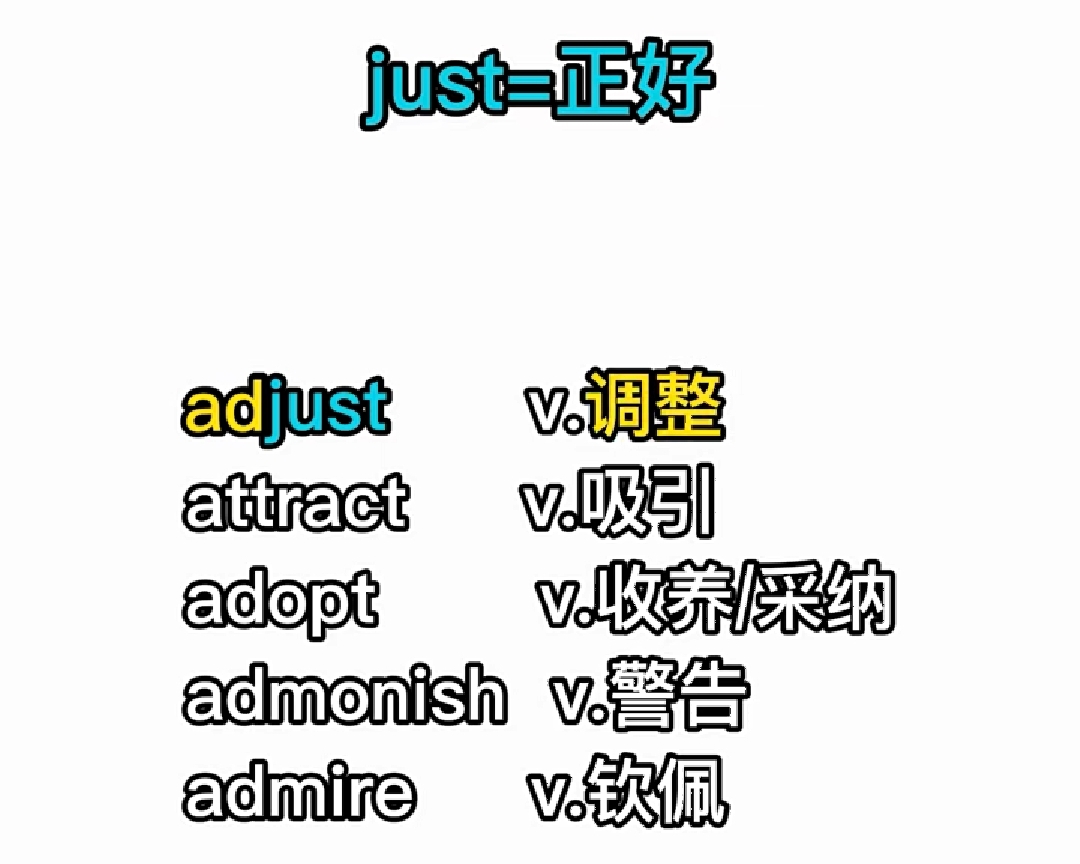 just=正好
adjust v.调整
attract v.吸引
adopt v.收养/采纳
admonish v.警告
admire v.钦佩